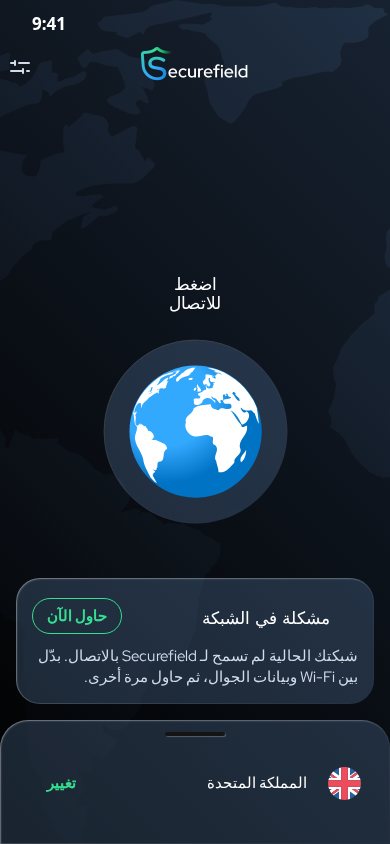 9:41
Securefield
اضغط
للاتصال
مشكلة في الشبكة
حاول الآن
شبكتك الحالية لم تسمح لـ Securefield بالاتصال. بدّل
بين Wi-Fi وبيانات الجوال، ثم حاول مرة أخرى.
المملكة المتحدة
تغيير